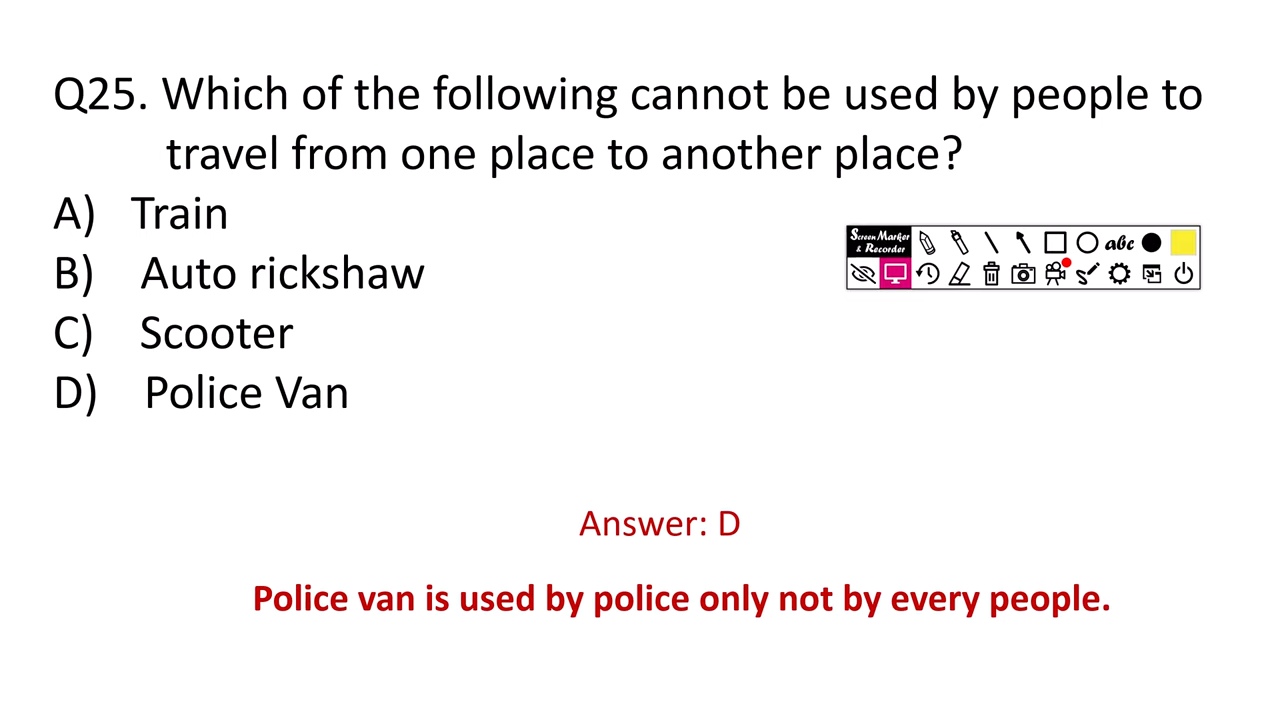 Q25. Which of the following cannot be used by people to
travel from one place to another place?
A) Train
B) Auto rickshaw
C) Scooter
D) Police Van
Screen Marker
& Recorder
abc
Answer: D
Police van is used by police only not by every people.